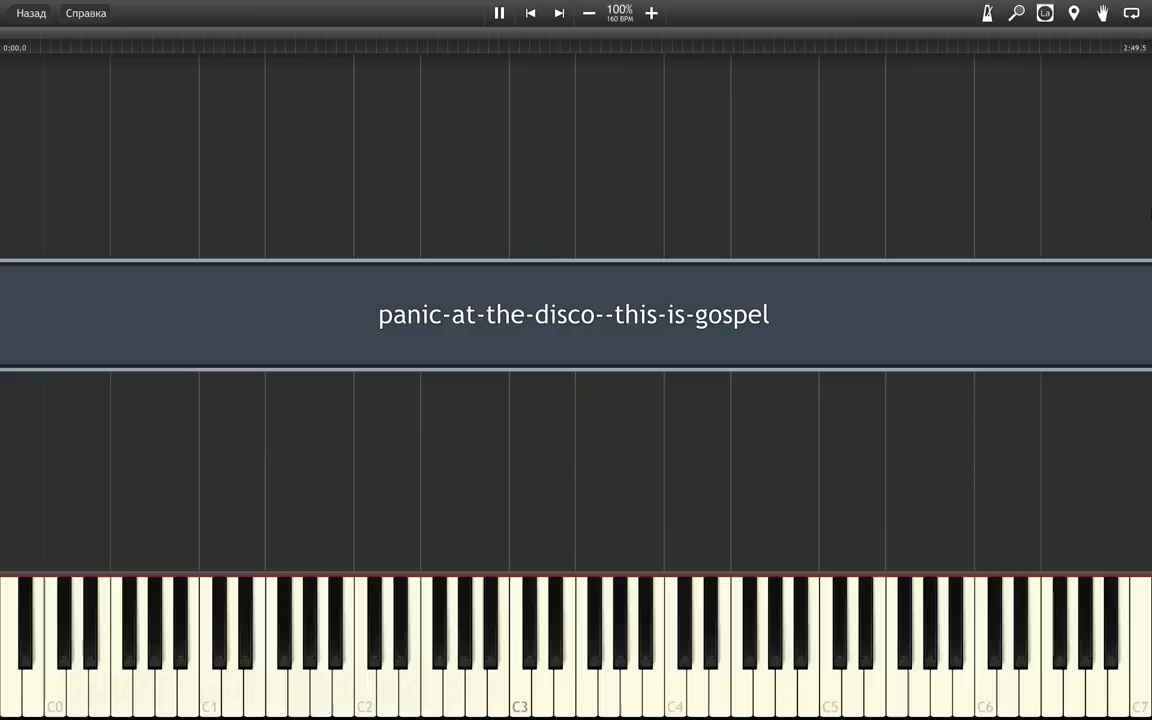 Назад Справка 100% La
160 BPM
0:00,0 2:49,5
panic-at-the-disco--this-is-gospel
C0 C1 C2 C3 C4 C5 C6 C7